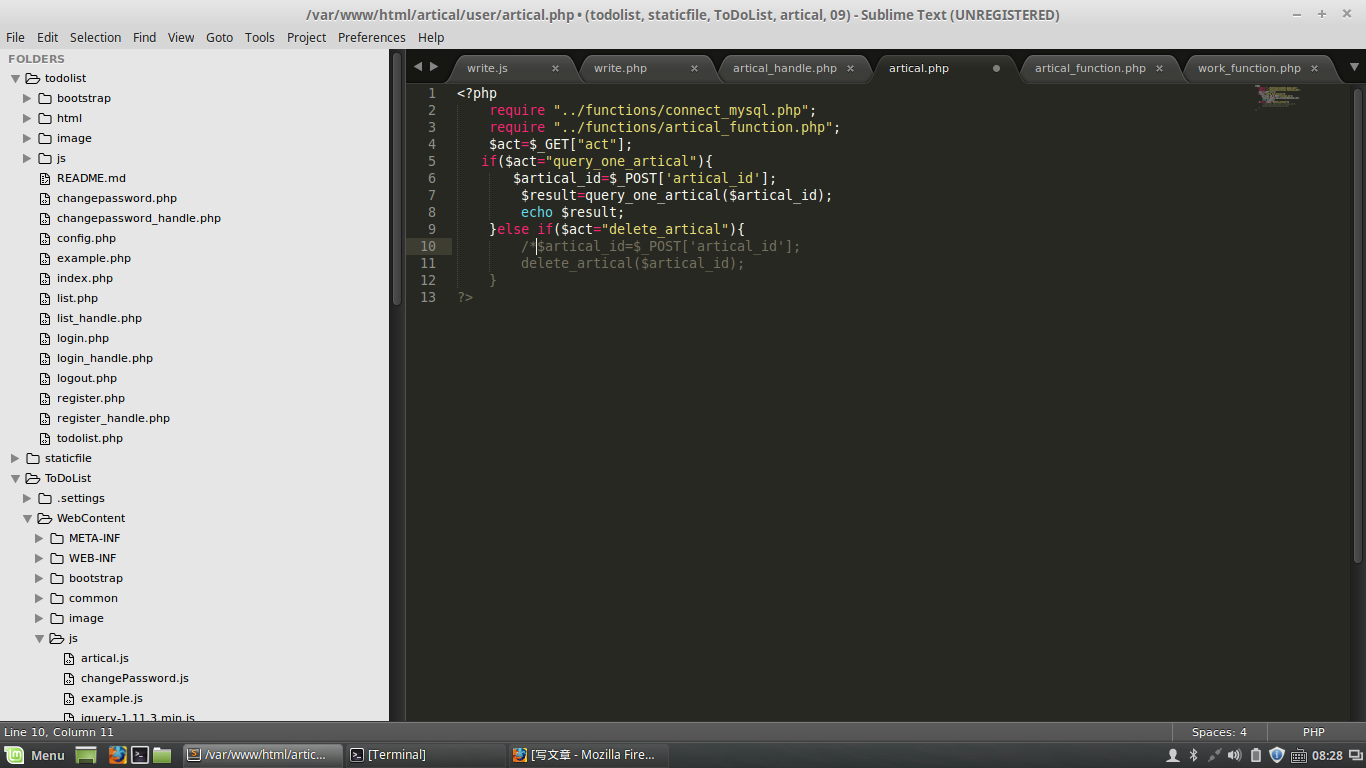 /var/www/html/artical/user/artical.php • (todolist, staticfile, ToDoList, artical, 09) - Sublime Text (UNREGISTERED)
File Edit Selection Find View Goto Tools Project Preferences Help
FOLDERS
todolist
bootstrap
html
image
js
README.md
changepassword.php
changepassword_handle.php
config.php
example.php
index.php
list.php
list_handle.php
login.php
login_handle.php
logout.php
register.php
register_handle.php
todolist.php
staticfile
ToDoList
.settings
WebContent
META-INF
WEB-INF
bootstrap
common
image
js
artical.js
changePassword.js
example.js
jquery-1.11.3.min.js
write.js write.php artical_handle.php artical.php artical_function.php work_function.php
1 <?php
2 require "../functions/connect_mysql.php";
3 require "../functions/artical_function.php";
4 $act=$_GET["act"];
5 if($act="query_one_artical"){
6 $artical_id=$_POST['artical_id'];
7 $result=query_one_artical($artical_id);
8 echo $result;
9 }else if($act="delete_artical"){
10 /*$artical_id=$_POST['artical_id'];
11 delete_artical($artical_id);
12 }
13 ?>
Line 10, Column 11 Spaces: 4 PHP
Menu /var/www/html/artic... [Terminal] [写文章 - Mozilla Fire... 08:28